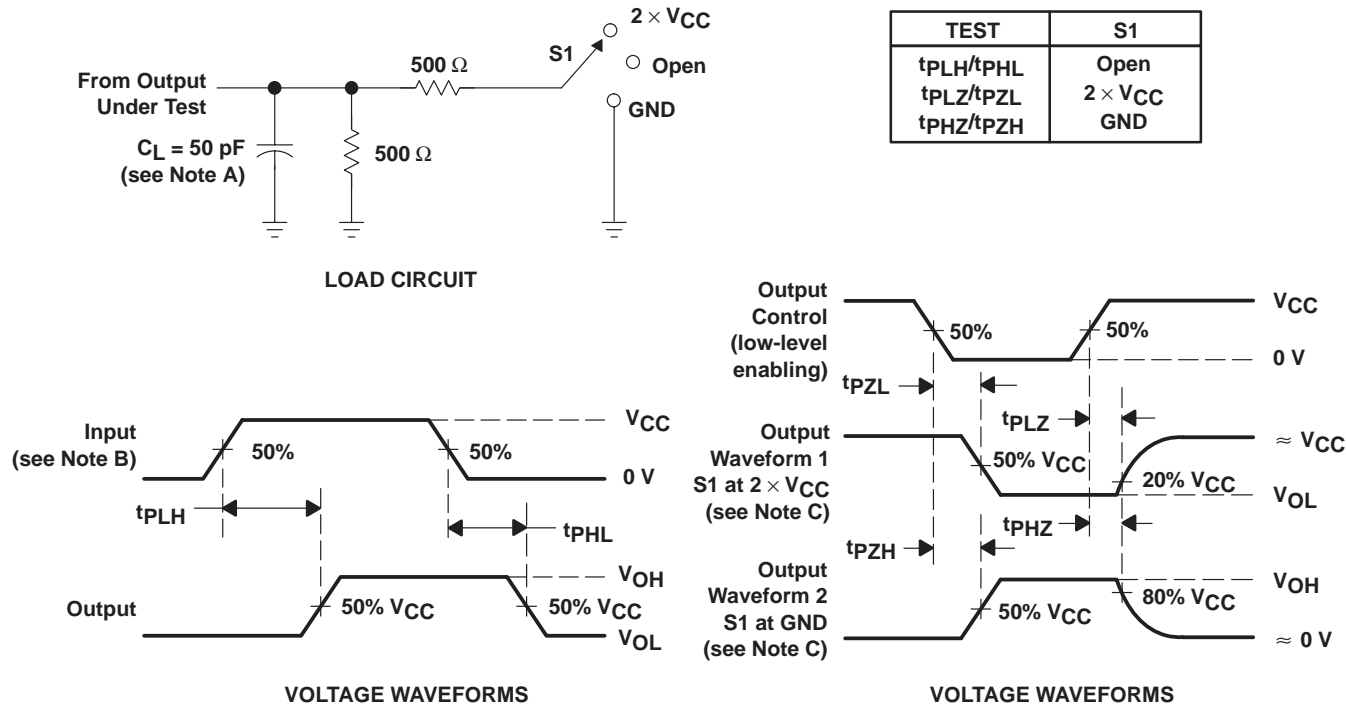 2 × VCC
S1
500 Ω
Open
From Output
Under Test
GND
CL = 50 pF
(see Note A)
500 Ω
LOAD CIRCUIT
TEST S1
tPLH/tPHL Open
tPLZ/tPZL 2 × VCC
tPHZ/tPZH GND
Input
(see Note B)
50%
50%
VCC
0 V
tPLH
tPHL
Output
50% VCC
50% VCC
VOH
VOL
VOLTAGE WAVEFORMS
Output
Control
(low-level
enabling)
50%
50%
VCC
0 V
tPZL
tPLZ
Output
Waveform 1
S1 at 2 × VCC
(see Note C)
50% VCC
20% VCC
≈ VCC
VOL
tPHZ
tPZH
Output
Waveform 2
S1 at GND
(see Note C)
50% VCC
80% VCC
VOH
≈ 0 V
VOLTAGE WAVEFORMS